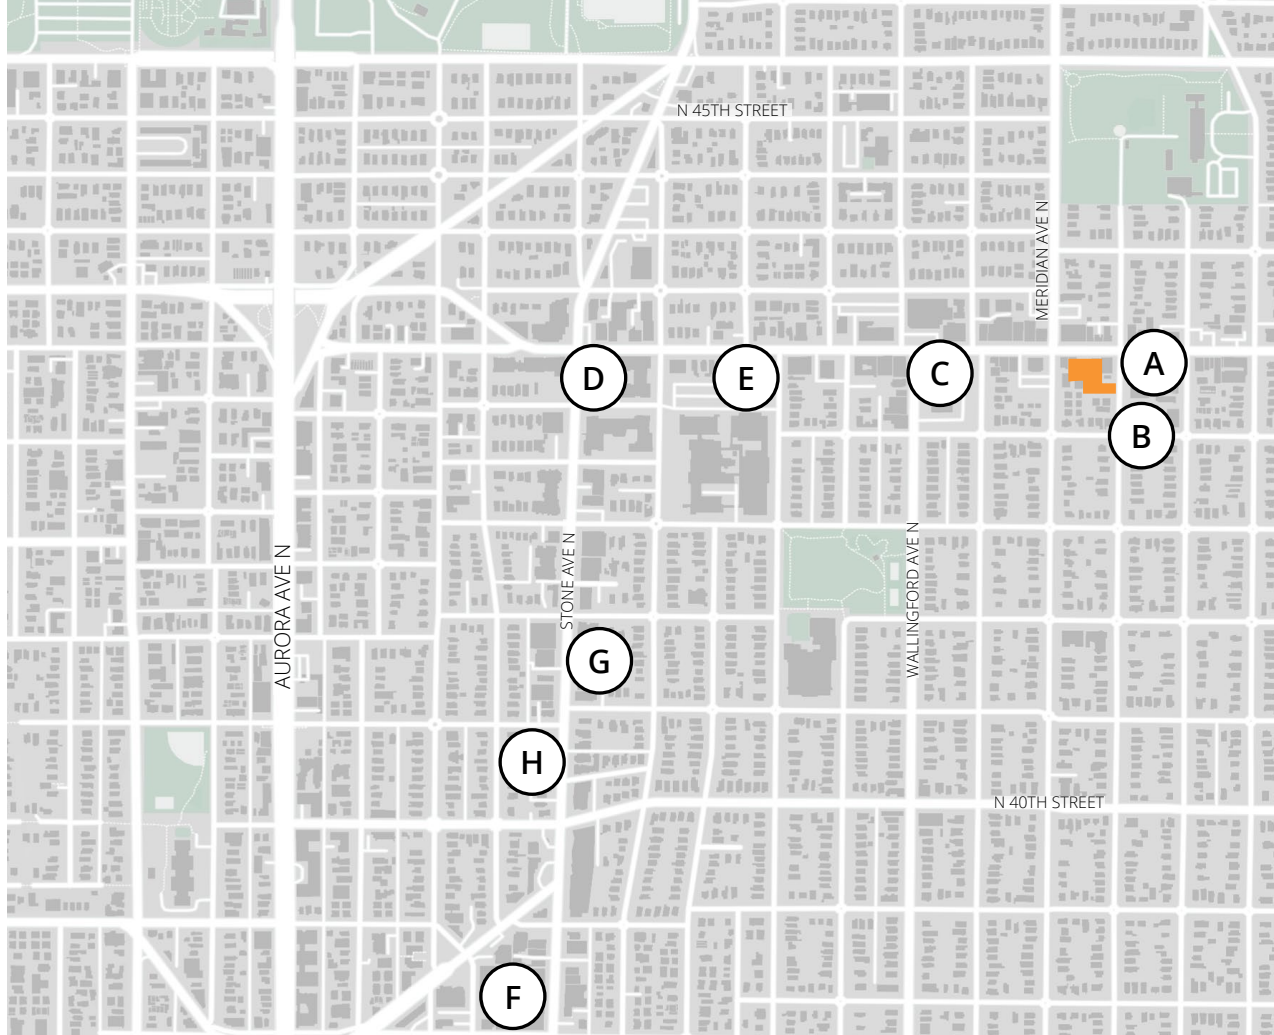 N 45TH STREET
MERIDIAN AVE N
A
C
D
E
B
STONE AVE N
WALLINGFORD AVE N
AURORA AVE N
G
H
N 40TH STREET
F